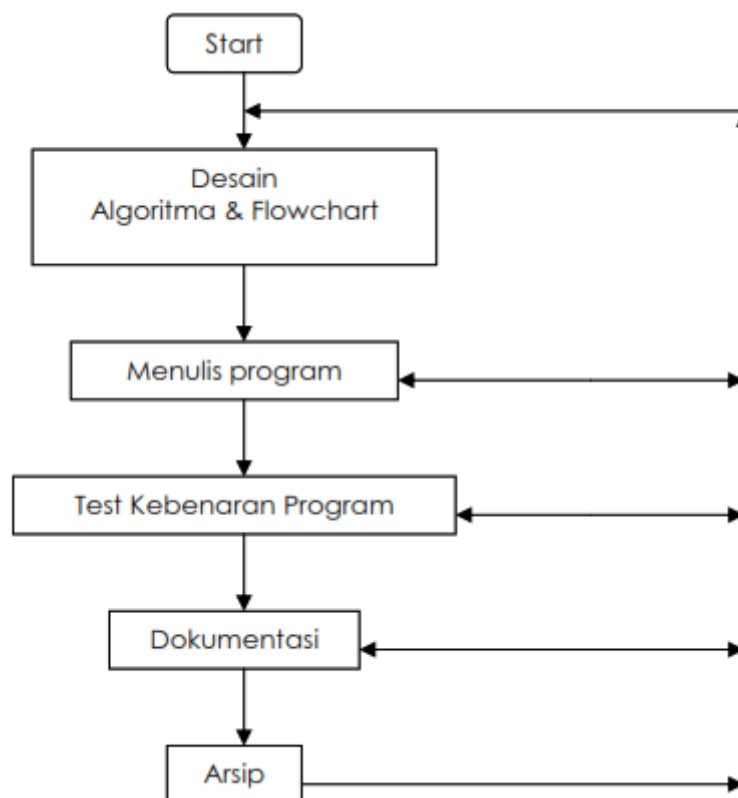 Start
Desain
Algoritma & Flowchart
Menulis program
Test Kebenaran Program
Dokumentasi
Arsip